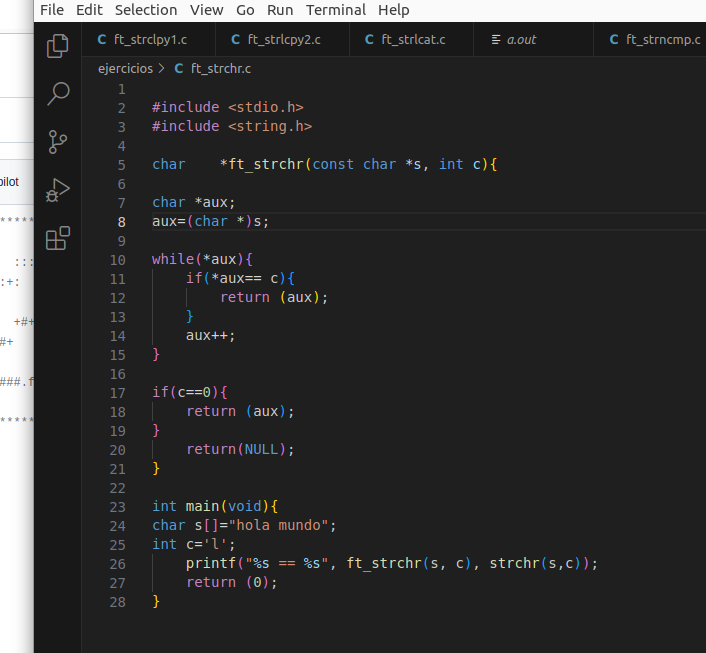 File Edit Selection View Go Run Terminal Help
C ft_strclpy1.c C ft_strlcpy2.c C ft_strlcat.c a.out C ft_strncmp.c
ejercicios > C ft_strchr.c
1
2 #include <stdio.h>
3 #include <string.h>
4
5 char    *ft_strchr(const char *s, int c){
6
7 char *aux;
8 aux=(char *)s;
9
10 while(*aux){
11     if(*aux== c){
12         return (aux);
13     }
14     aux++;
15 }
16
17 if(c==0){
18     return (aux);
19 }
20     return(NULL);
21 }
22
23 int main(void){
24 char s[]="hola mundo";
25 int c='l';
26     printf("%s == %s", ft_strchr(s, c), strchr(s,c));
27     return (0);
28 }
pilot
*****
:::
:+:
+#+
#+
###.f
*****